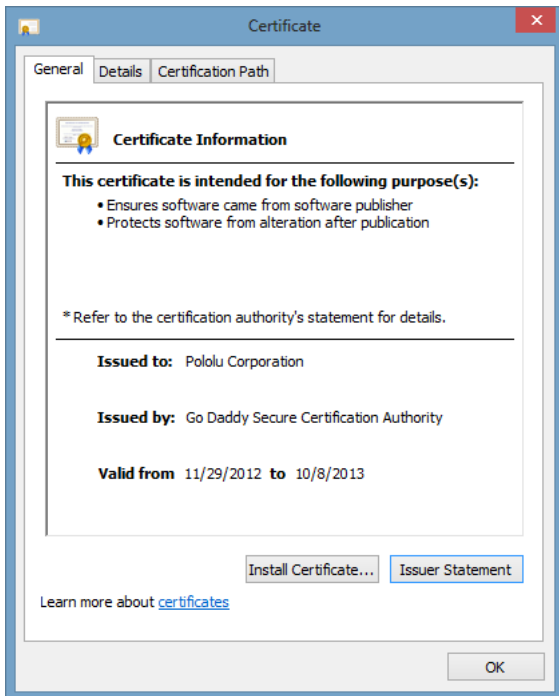 Certificate
General Details Certification Path
Certificate Information
This certificate is intended for the following purpose(s):
• Ensures software came from software publisher
• Protects software from alteration after publication
* Refer to the certification authority's statement for details.
Issued to: Pololu Corporation
Issued by: Go Daddy Secure Certification Authority
Valid from 11/29/2012 to 10/8/2013
Install Certificate... Issuer Statement
Learn more about certificates
OK